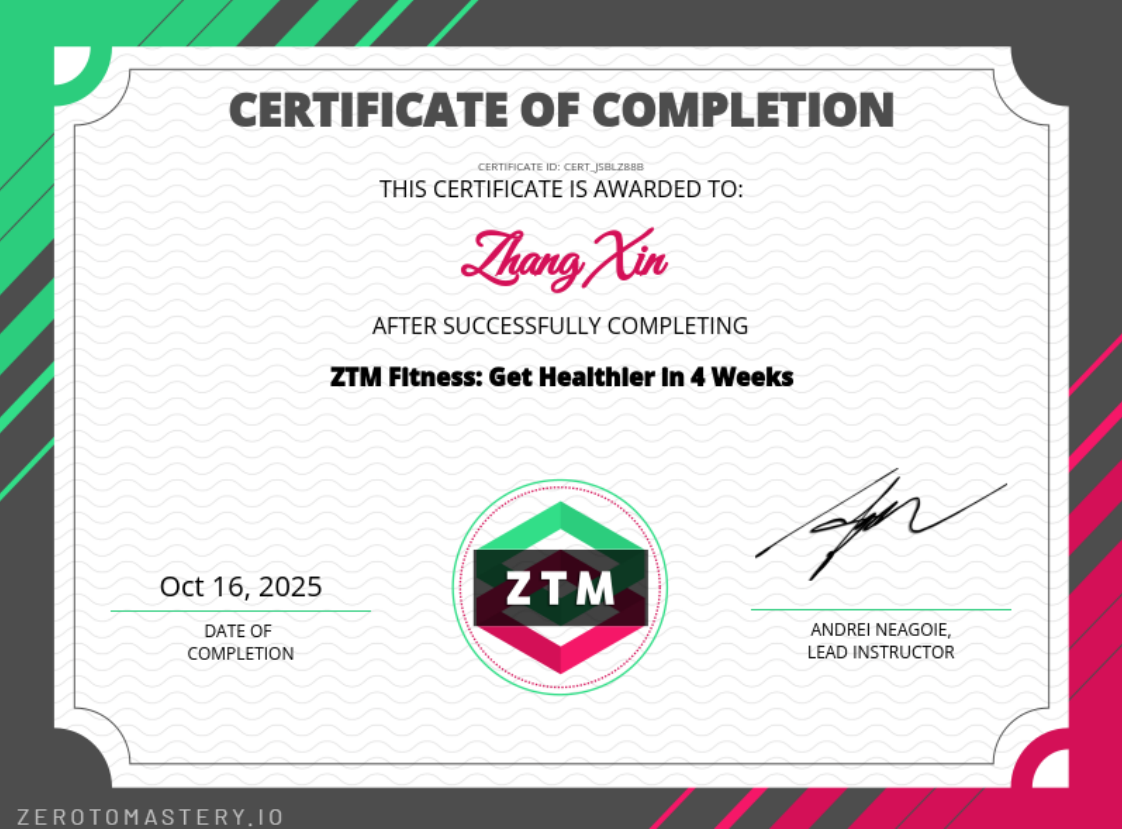 CERTIFICATE OF COMPLETION
CERTIFICATE ID: CERT_JSBLZ88B
THIS CERTIFICATE IS AWARDED TO:
Zhang Xin
AFTER SUCCESSFULLY COMPLETING
ZTM Fitness: Get Healthier In 4 Weeks
ZTM
Oct 16, 2025
DATE OF
COMPLETION
ANDREI NEAGOIE,
LEAD INSTRUCTOR
ZEROTOMASTERY.IO